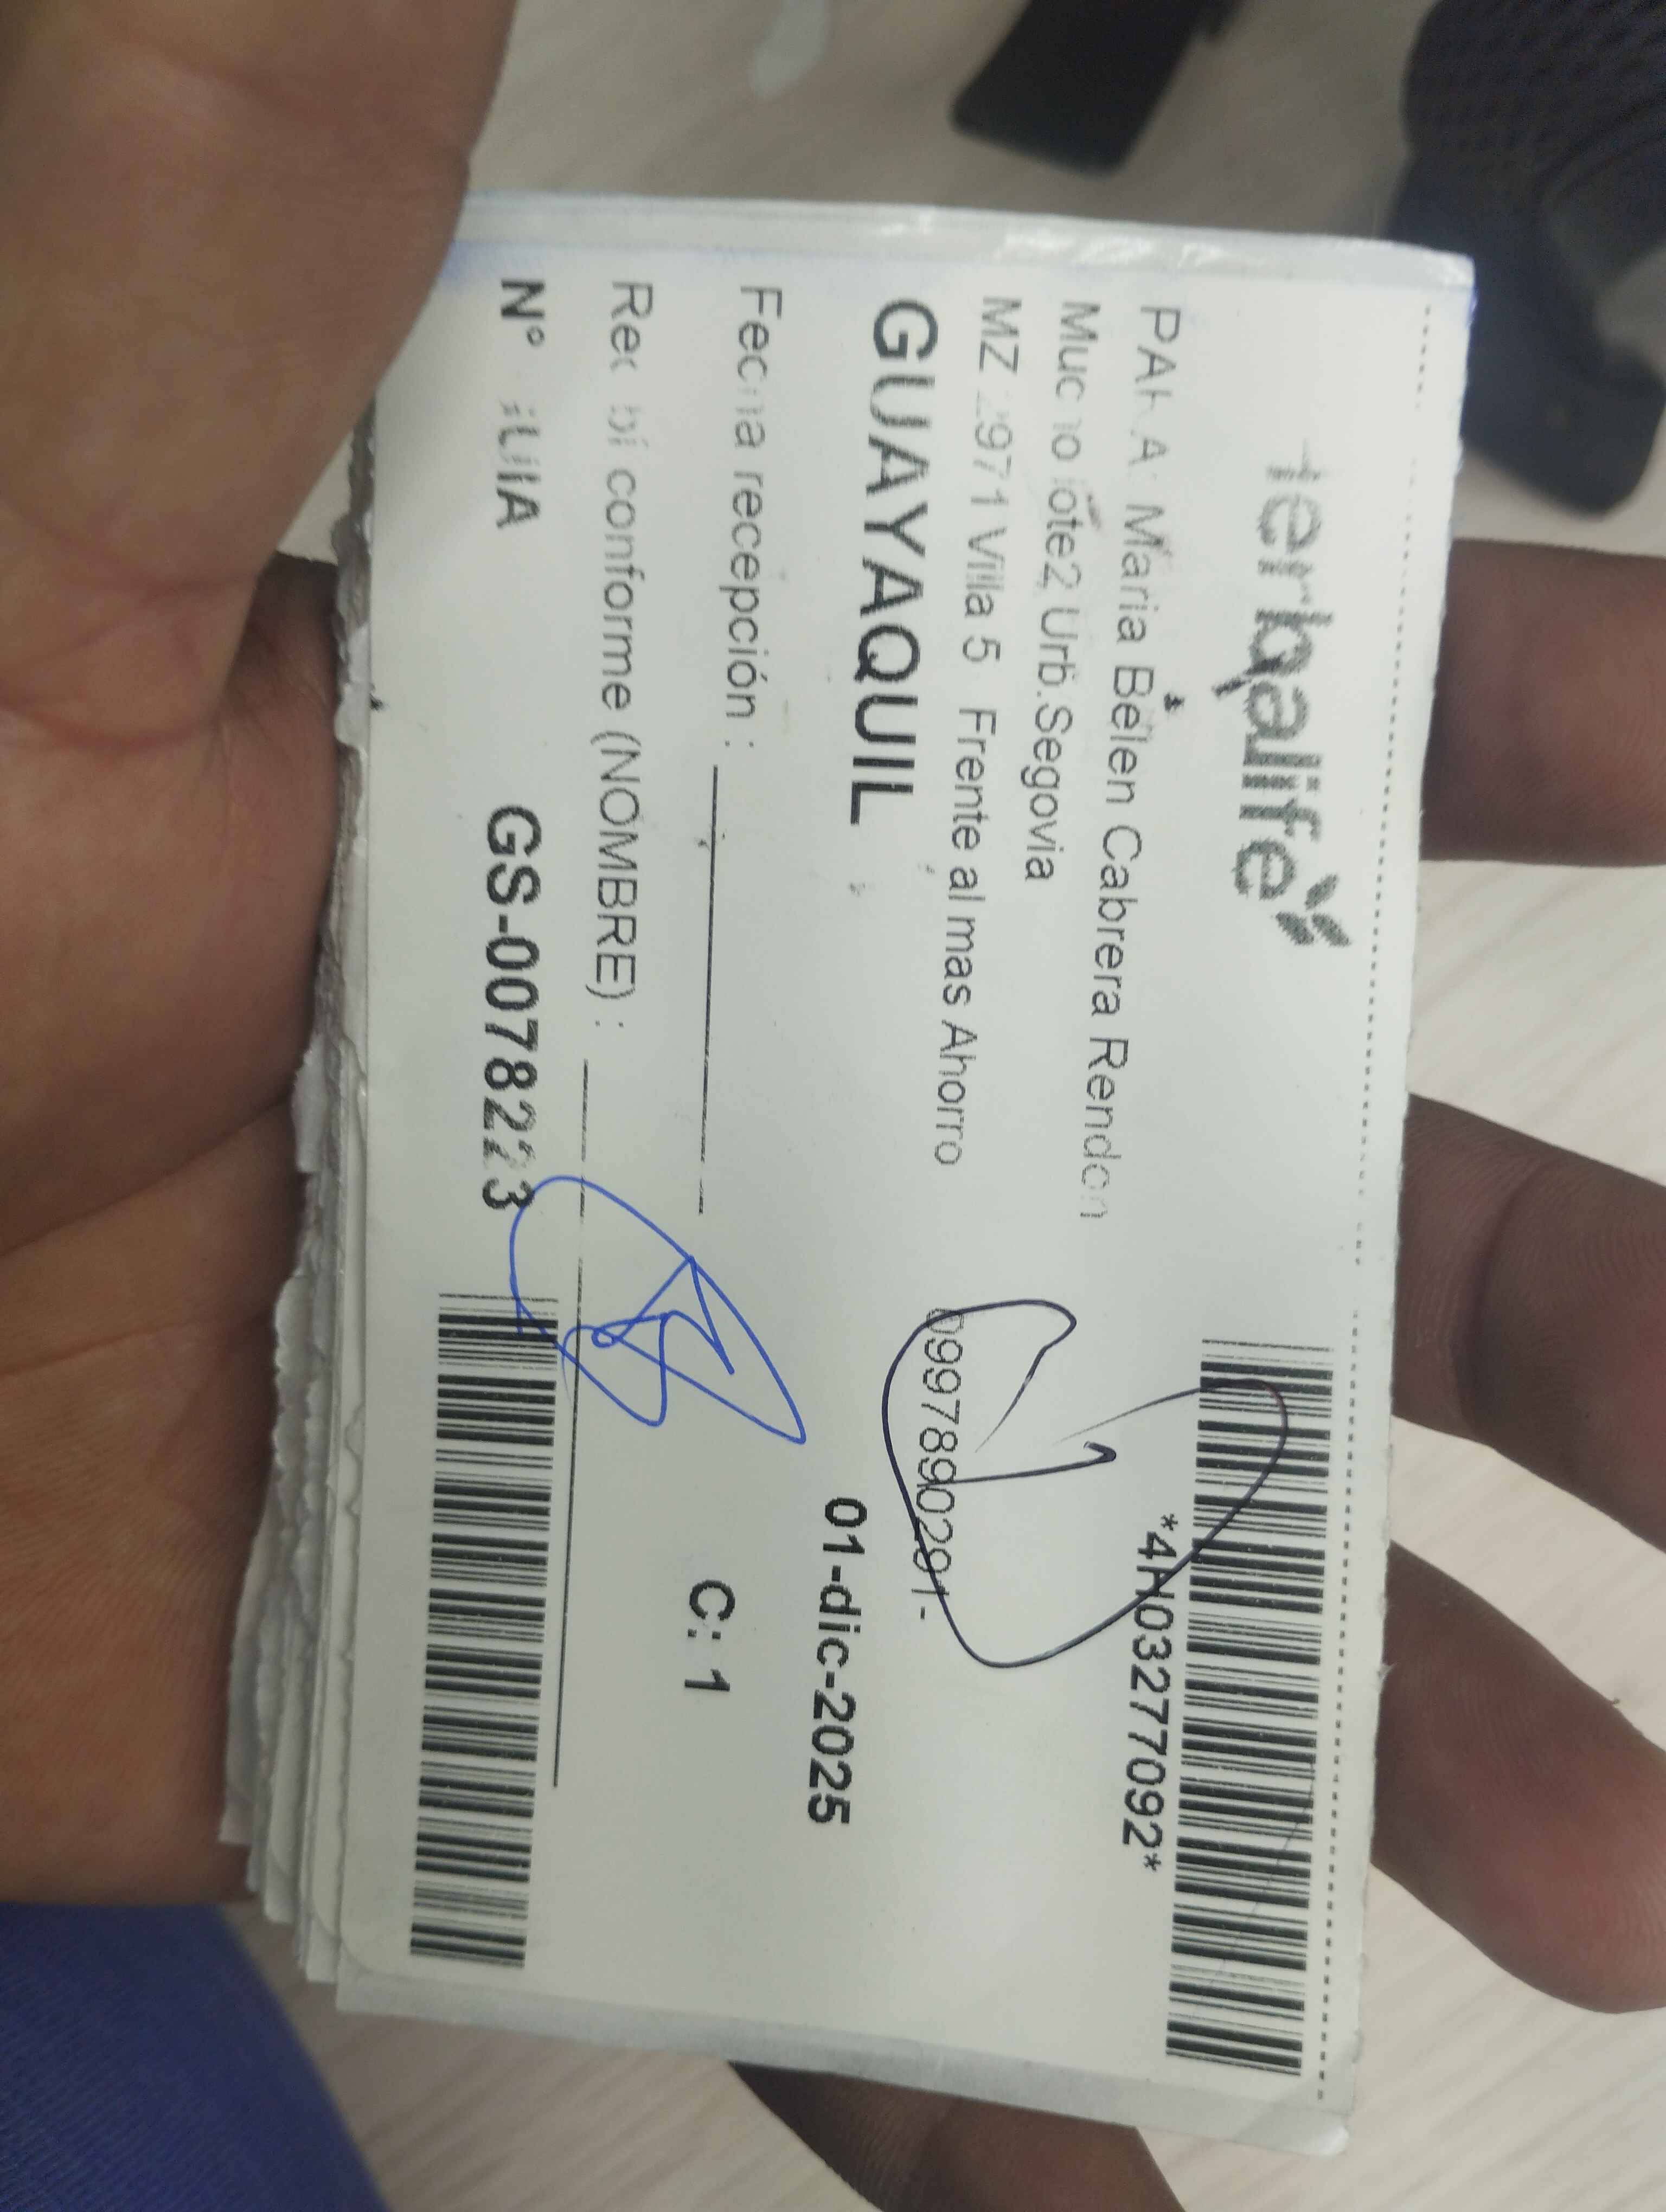 Herbalife
*4H03277092*
PARA: Maria Belen Cabrera Rendon
Mucho lote2 Urb.Segovia
MZ 2971 Villa 5 Frente al mas Ahorro
0997890291-
GUAYAQUIL
01-dic-2025
Fecha recepción :
C: 1
Recibí conforme (NOMBRE) :
N° GUIA GS-0078223